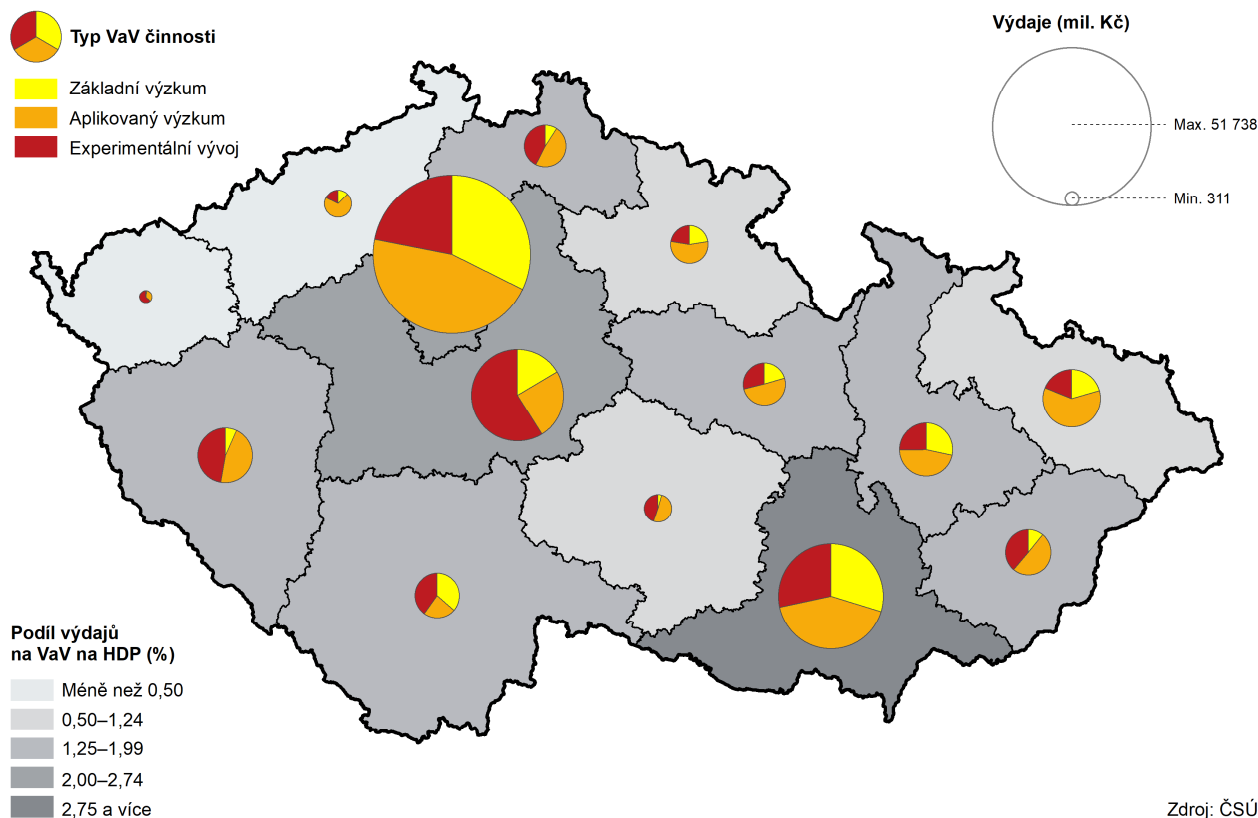 Typ VaV činnosti
Základní výzkum
Aplikovaný výzkum
Experimentální vývoj
Výdaje (mil. Kč)
Max. 51 738
Min. 311
Podíl výdajů
na VaV na HDP (%)
Méně než 0,50
0,50–1,24
1,25–1,99
2,00–2,74
2,75 a více
Zdroj: ČSÚ